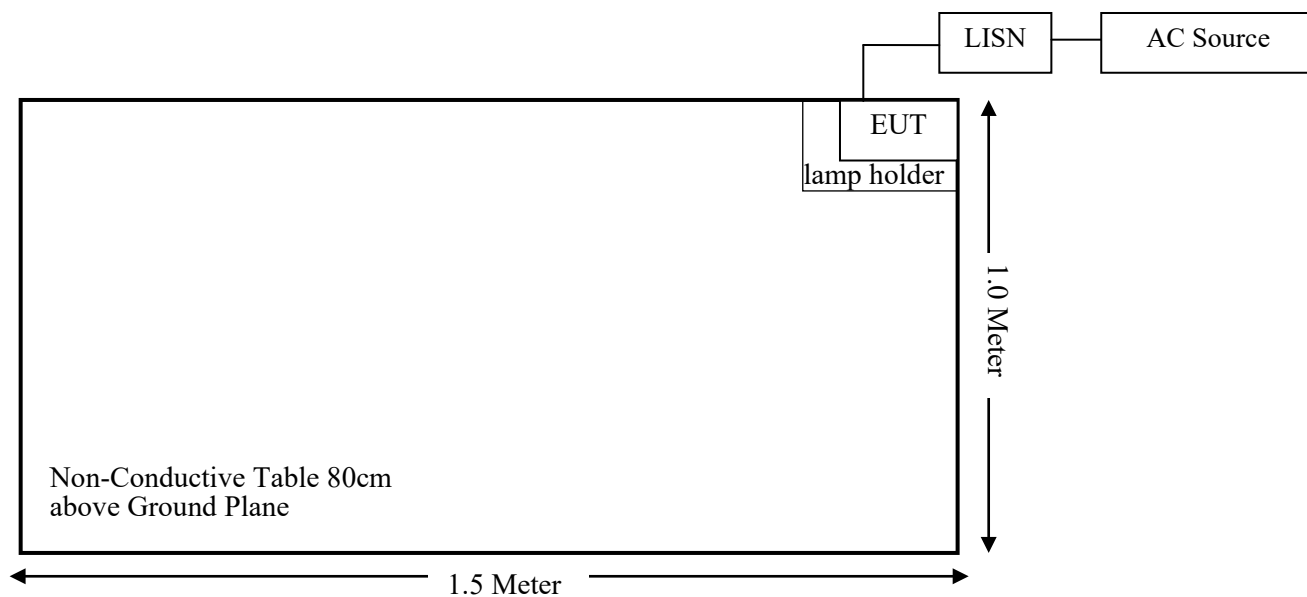 LISN
AC Source
EUT
lamp holder
1.0 Meter
Non-Conductive Table 80cm
above Ground Plane
1.5 Meter